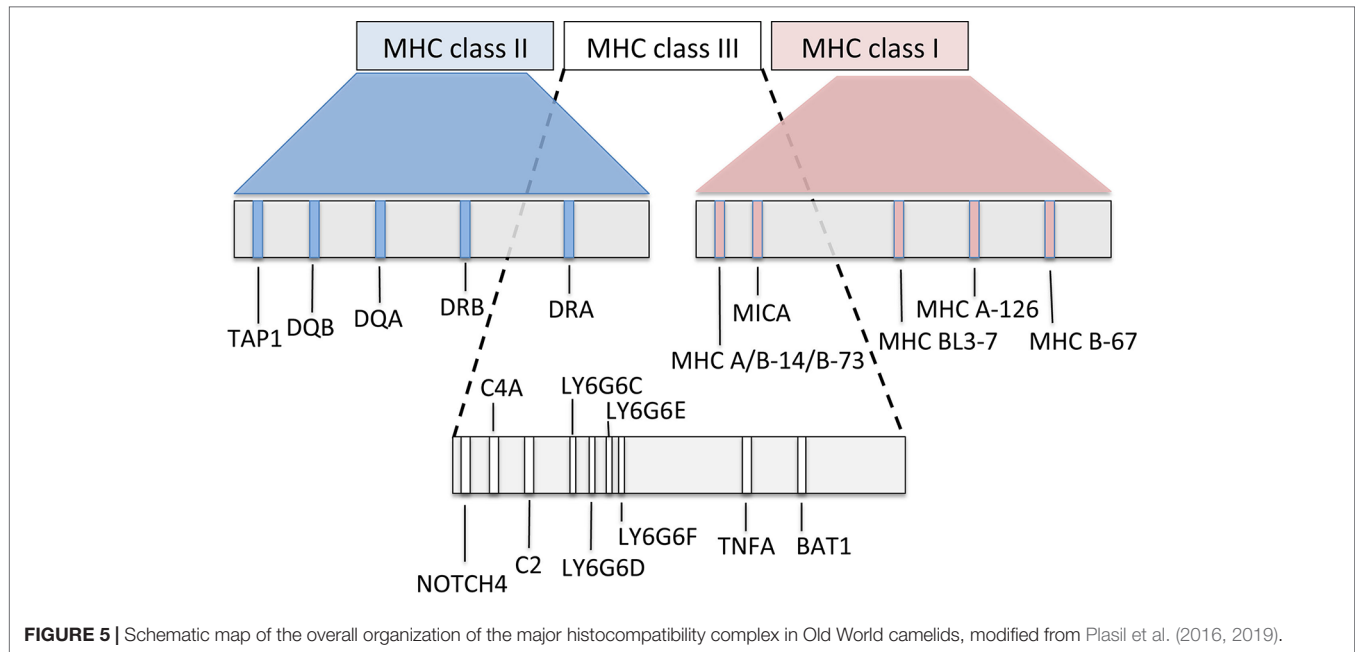 MHC class II
MHC class III
MHC class I
TAP1
DQB
DQA
DRB
DRA
MHC A/B-14/B-73
MICA
MHC BL3-7
MHC A-126
MHC B-67
NOTCH4
C4A
C2
LY6G6C
LY6G6D
LY6G6E
LY6G6F
TNFA
BAT1
FIGURE 5 | Schematic map of the overall organization of the major histocompatibility complex in Old World camelids, modified from Plasil et al. (2016, 2019).